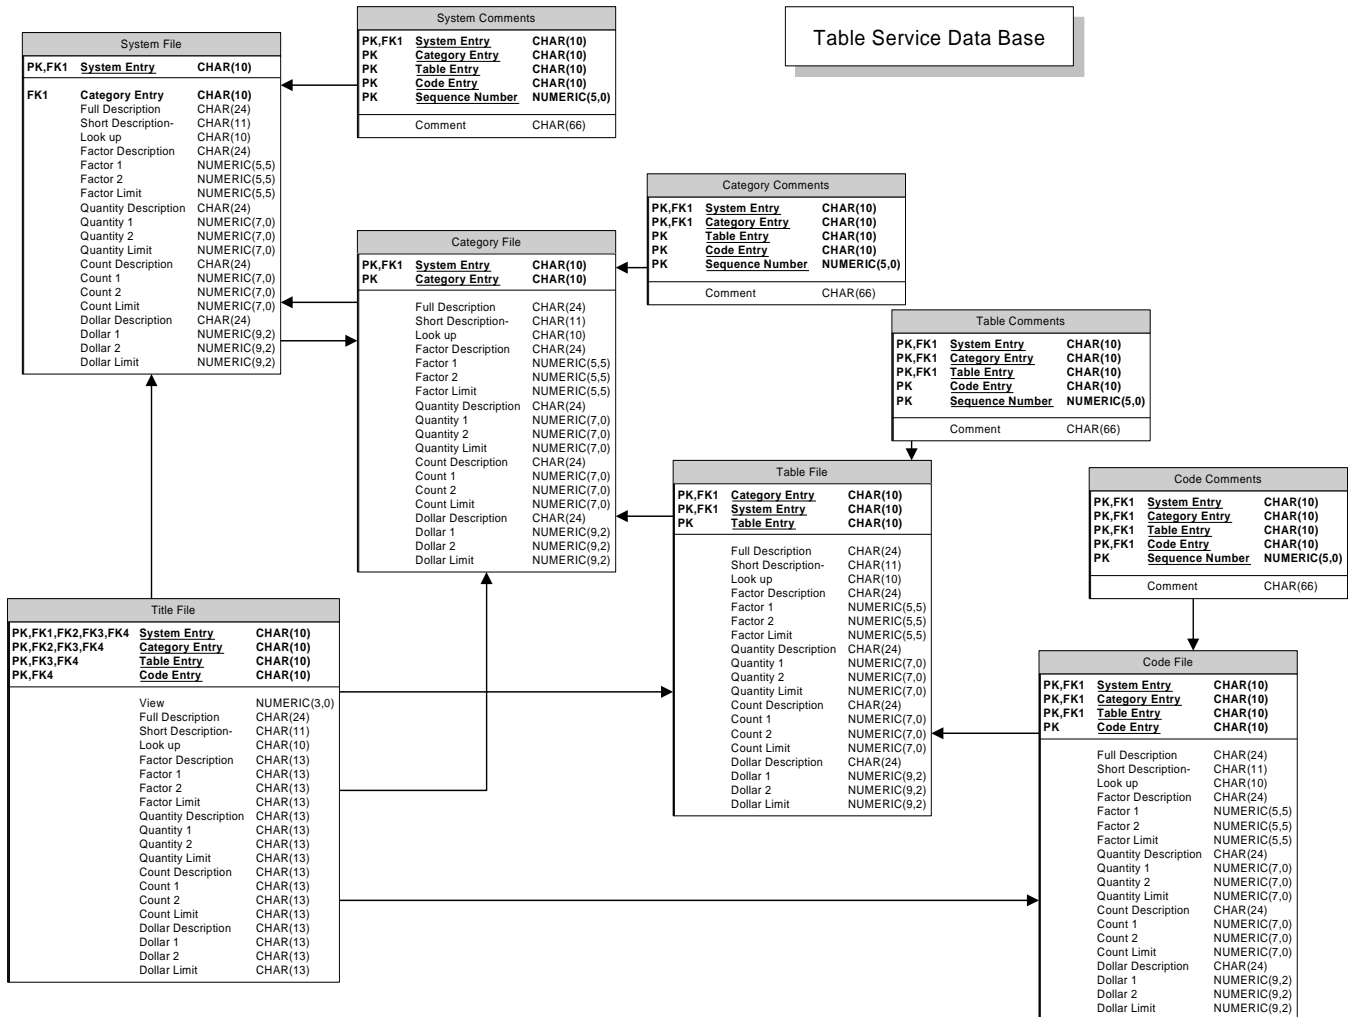 Table Service Data Base
System File
PK,FK1 System Entry CHAR(10)
FK1 Category Entry CHAR(10)
Full Description CHAR(24)
Short Description- CHAR(11)
Look up CHAR(10)
Factor Description CHAR(24)
Factor 1 NUMERIC(5,5)
Factor 2 NUMERIC(5,5)
Factor Limit NUMERIC(5,5)
Quantity Description CHAR(24)
Quantity 1 NUMERIC(7,0)
Quantity 2 NUMERIC(7,0)
Quantity Limit NUMERIC(7,0)
Count Description CHAR(24)
Count 1 NUMERIC(7,0)
Count 2 NUMERIC(7,0)
Count Limit NUMERIC(7,0)
Dollar Description CHAR(24)
Dollar 1 NUMERIC(9,2)
Dollar 2 NUMERIC(9,2)
Dollar Limit NUMERIC(9,2)
System Comments
PK,FK1 System Entry CHAR(10)
PK Category Entry CHAR(10)
PK Table Entry CHAR(10)
PK Code Entry CHAR(10)
PK Sequence Number NUMERIC(5,0)
Comment CHAR(66)
Category Comments
PK,FK1 System Entry CHAR(10)
PK,FK1 Category Entry CHAR(10)
PK Table Entry CHAR(10)
PK Code Entry CHAR(10)
PK Sequence Number NUMERIC(5,0)
Comment CHAR(66)
Category File
PK,FK1 System Entry CHAR(10)
PK Category Entry CHAR(10)
Full Description CHAR(24)
Short Description- CHAR(11)
Look up CHAR(10)
Factor Description CHAR(24)
Factor 1 NUMERIC(5,5)
Factor 2 NUMERIC(5,5)
Factor Limit NUMERIC(5,5)
Quantity Description CHAR(24)
Quantity 1 NUMERIC(7,0)
Quantity 2 NUMERIC(7,0)
Quantity Limit NUMERIC(7,0)
Count Description CHAR(24)
Count 1 NUMERIC(7,0)
Count 2 NUMERIC(7,0)
Count Limit NUMERIC(7,0)
Dollar Description CHAR(24)
Dollar 1 NUMERIC(9,2)
Dollar 2 NUMERIC(9,2)
Dollar Limit NUMERIC(9,2)
Table Comments
PK,FK1 System Entry CHAR(10)
PK,FK1 Category Entry CHAR(10)
PK,FK1 Table Entry CHAR(10)
PK Code Entry CHAR(10)
PK Sequence Number NUMERIC(5,0)
Comment CHAR(66)
Table File
PK,FK1 Category Entry CHAR(10)
PK,FK1 System Entry CHAR(10)
PK Table Entry CHAR(10)
Full Description CHAR(24)
Short Description- CHAR(11)
Look up CHAR(10)
Factor Description CHAR(24)
Factor 1 NUMERIC(5,5)
Factor 2 NUMERIC(5,5)
Factor Limit NUMERIC(5,5)
Quantity Description CHAR(24)
Quantity 1 NUMERIC(7,0)
Quantity 2 NUMERIC(7,0)
Quantity Limit NUMERIC(7,0)
Count Description CHAR(24)
Count 1 NUMERIC(7,0)
Count 2 NUMERIC(7,0)
Count Limit NUMERIC(7,0)
Dollar Description CHAR(24)
Dollar 1 NUMERIC(9,2)
Dollar 2 NUMERIC(9,2)
Dollar Limit NUMERIC(9,2)
Code Comments
PK,FK1 System Entry CHAR(10)
PK,FK1 Category Entry CHAR(10)
PK,FK1 Table Entry CHAR(10)
PK,FK1 Code Entry CHAR(10)
PK Sequence Number NUMERIC(5,0)
Comment CHAR(66)
Title File
PK,FK1,FK2,FK3,FK4 System Entry CHAR(10)
PK,FK2,FK3,FK4 Category Entry CHAR(10)
PK,FK3,FK4 Table Entry CHAR(10)
PK,FK4 Code Entry CHAR(10)
View NUMERIC(3,0)
Full Description CHAR(24)
Short Description- CHAR(11)
Look up CHAR(10)
Factor Description CHAR(13)
Factor 1 CHAR(13)
Factor 2 CHAR(13)
Factor Limit CHAR(13)
Quantity Description CHAR(13)
Quantity 1 CHAR(13)
Quantity 2 CHAR(13)
Quantity Limit CHAR(13)
Count Description CHAR(13)
Count 1 CHAR(13)
Count 2 CHAR(13)
Count Limit CHAR(13)
Dollar Description CHAR(13)
Dollar 1 CHAR(13)
Dollar 2 CHAR(13)
Dollar Limit CHAR(13)
Code File
PK,FK1 System Entry CHAR(10)
PK,FK1 Category Entry CHAR(10)
PK,FK1 Table Entry CHAR(10)
PK Code Entry CHAR(10)
Full Description CHAR(24)
Short Description- CHAR(11)
Look up CHAR(10)
Factor Description CHAR(24)
Factor 1 NUMERIC(5,5)
Factor 2 NUMERIC(5,5)
Factor Limit NUMERIC(5,5)
Quantity Description CHAR(24)
Quantity 1 NUMERIC(7,0)
Quantity 2 NUMERIC(7,0)
Quantity Limit NUMERIC(7,0)
Count Description CHAR(24)
Count 1 NUMERIC(7,0)
Count 2 NUMERIC(7,0)
Count Limit NUMERIC(7,0)
Dollar Description CHAR(24)
Dollar 1 NUMERIC(9,2)
Dollar 2 NUMERIC(9,2)
Dollar Limit NUMERIC(9,2)